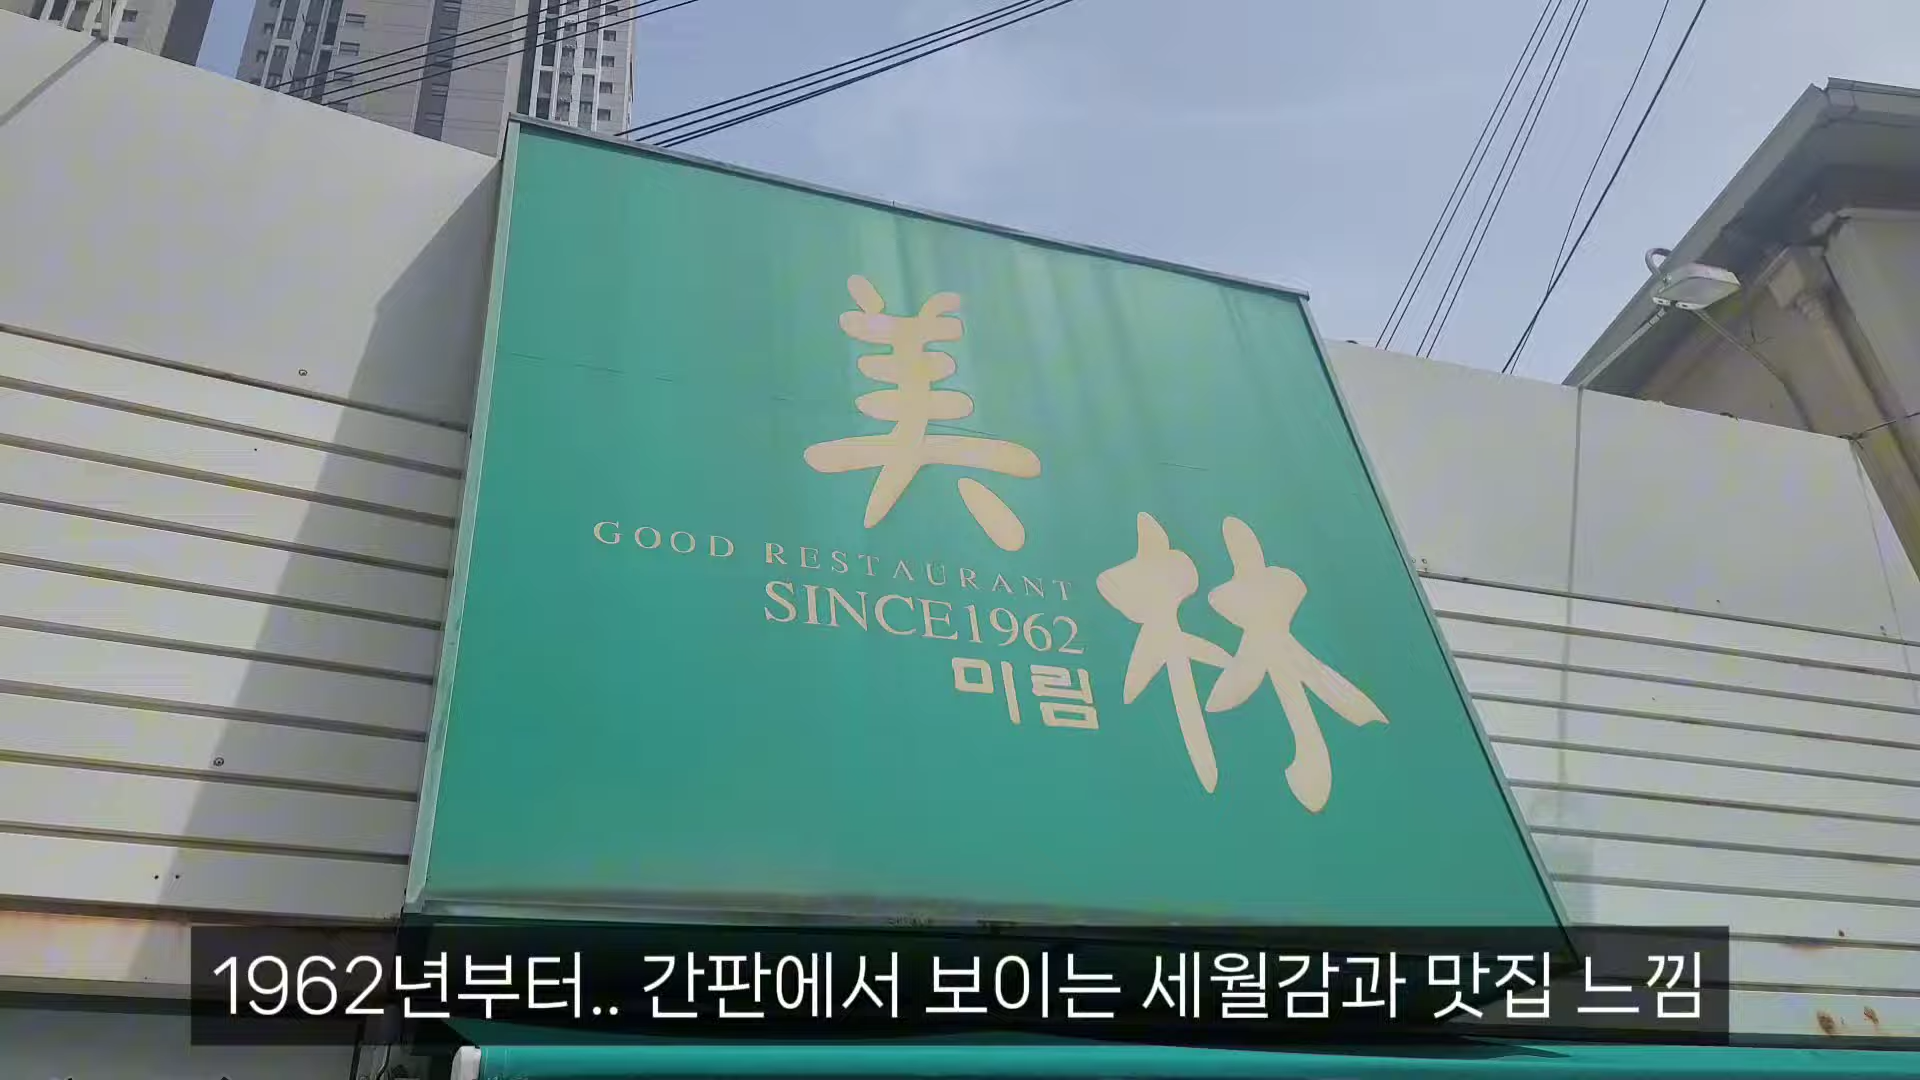 美
林
GOOD RESTAURANT
SINCE1962
미림
1962년부터.. 간판에서 보이는 세월감과 맛집 느낌